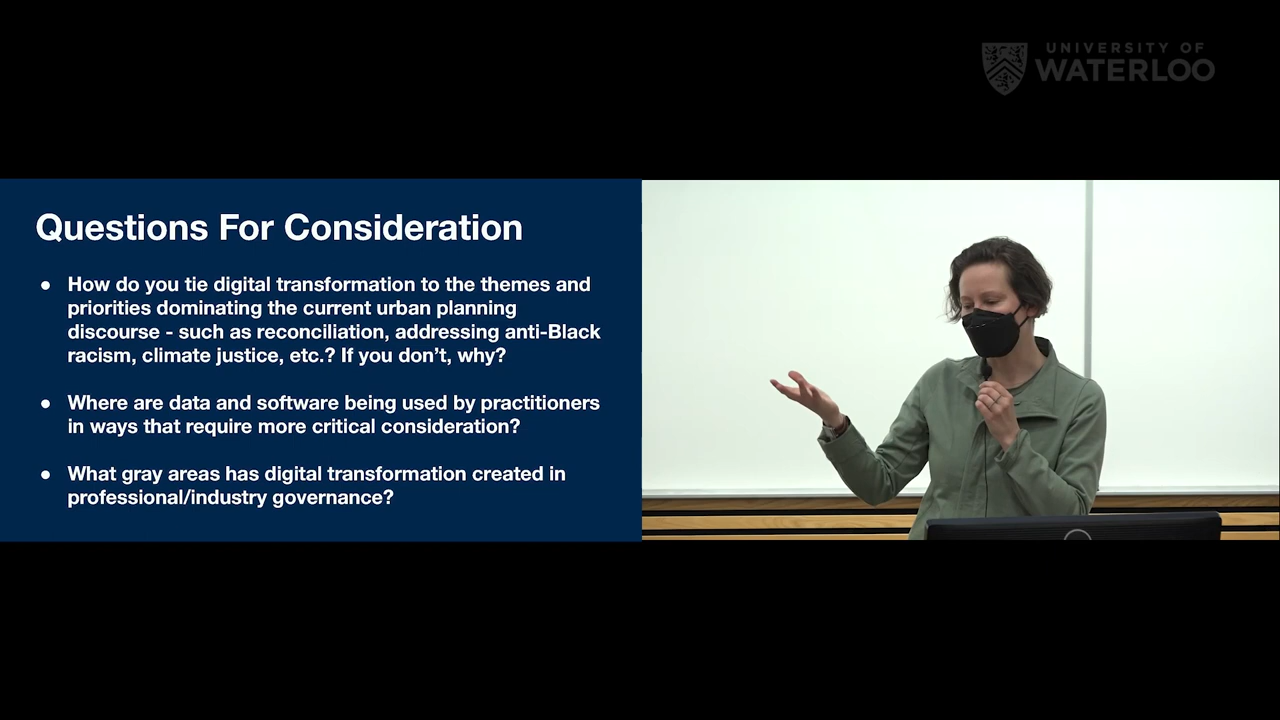 UNIVERSITY OF
WATERLOO
Questions For Consideration
● How do you tie digital transformation to the themes and
priorities dominating the current urban planning
discourse - such as reconciliation, addressing anti-Black
racism, climate justice, etc.? If you don’t, why?
● Where are data and software being used by practitioners
in ways that require more critical consideration?
● What gray areas has digital transformation created in
professional/industry governance?